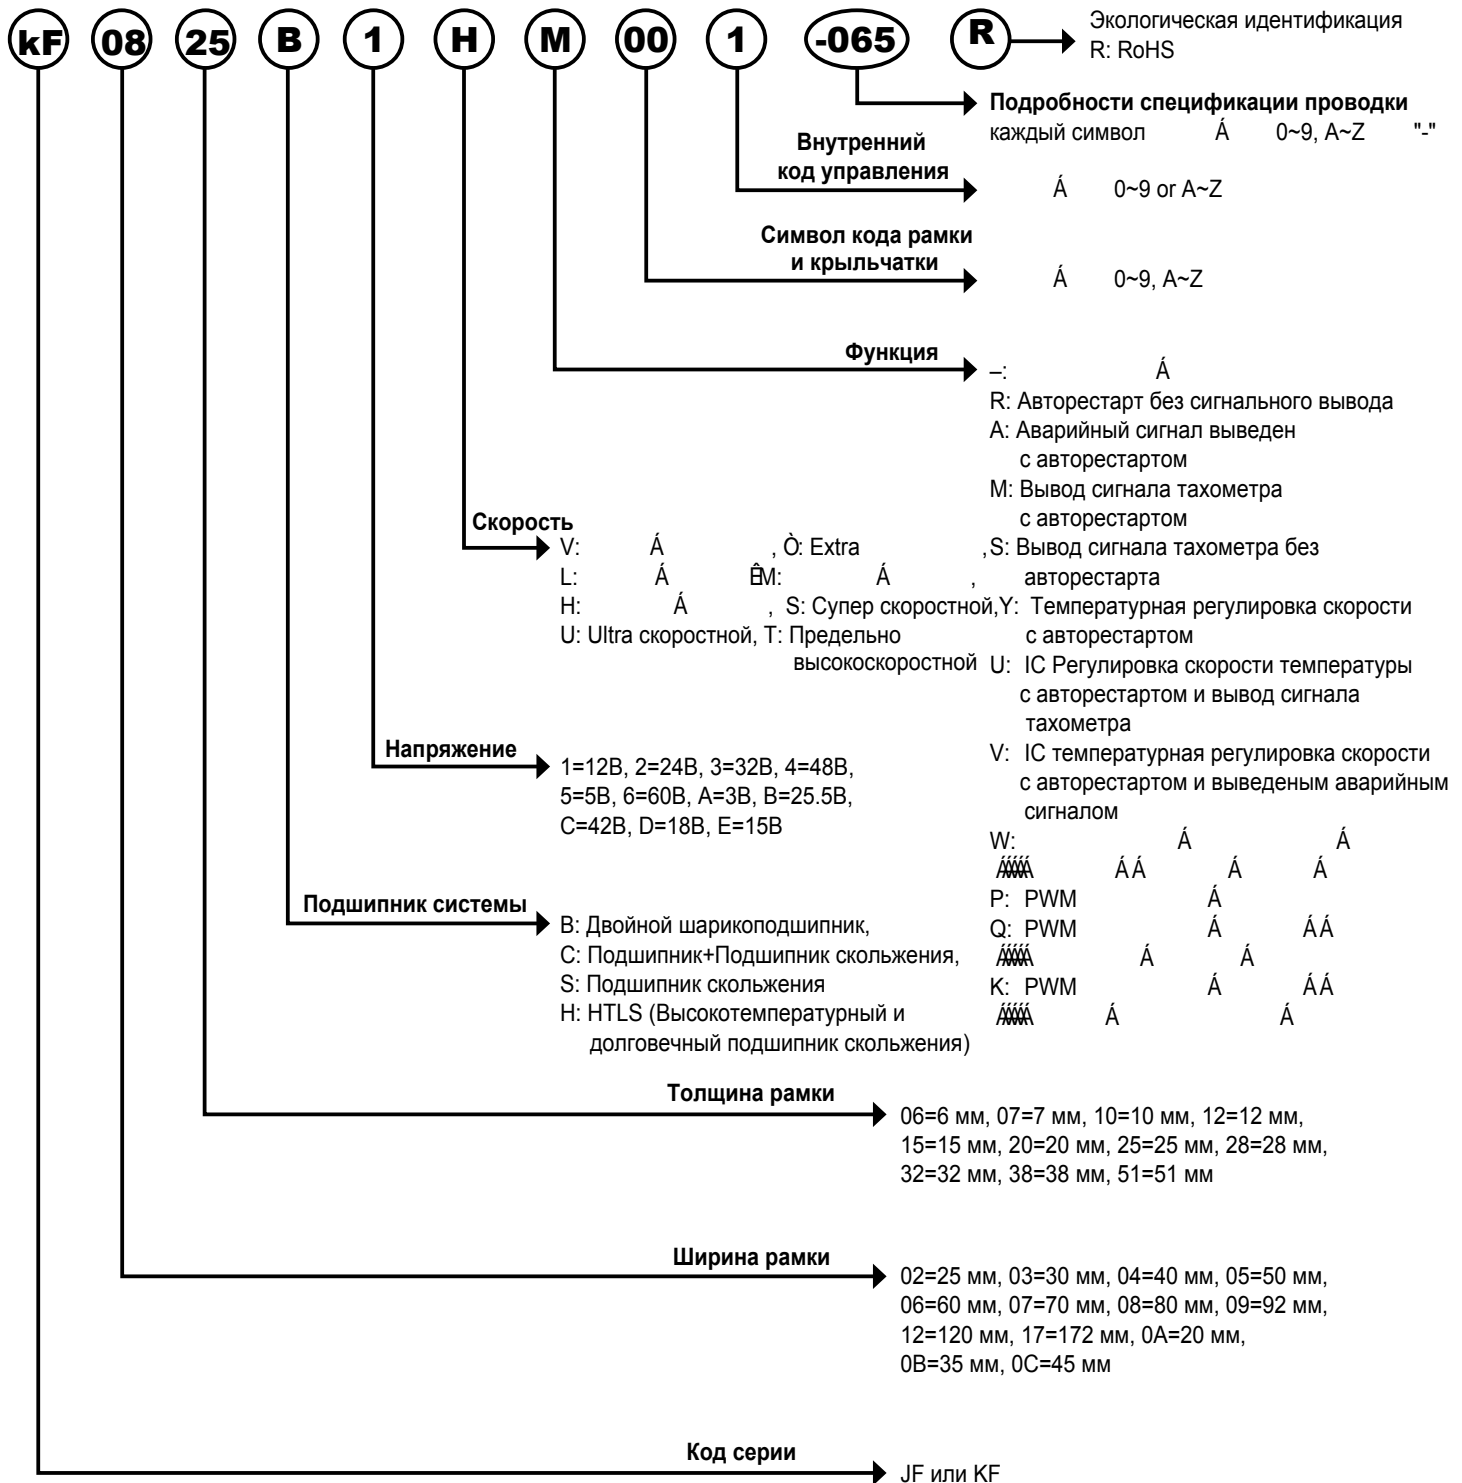 kF 08 25 B 1 H M 00 1 -065 R
Экологическая идентификация
R: RoHS
Подробности спецификации проводки
каждый символ Á 0~9, A~Z "-"
Внутренний
код управления
Á 0~9 or A~Z
Символ кода рамки
и крыльчатки
Á 0~9, A~Z
Функция
–: Á
R: Авторестарт без сигнального вывода
A: Аварийный сигнал выведен
с авторестартом
M: Вывод сигнала тахометра
с авторестартом
S: Вывод сигнала тахометра без
авторестарта
Y: Температурная регулировка скорости
с авторестартом
U: IC Регулировка скорости температуры
с авторестартом и вывод сигнала
тахометра
V: IC температурная регулировка скорости
с авторестартом и выведеным аварийным
сигналом
W: Á Á
Á Á Á Á
P: PWM Á
Q: PWM Á Á Á
Á Á
K: PWM Á Á Á
Á Á
Скорость
V: Á , Ò: Extra ,
L: Á ÊM: Á ,
H: Á , S: Супер скоростной,
U: Ultra скоростной, T: Предельно
высокоскоростной
Напряжение
1=12В, 2=24В, 3=32В, 4=48В,
5=5В, 6=60В, A=3В, B=25.5В,
C=42В, D=18В, E=15В
Подшипник системы
B: Двойной шарикоподшипник,
C: Подшипник+Подшипник скольжения,
S: Подшипник скольжения
H: HTLS (Высокотемпературный и
долговечный подшипник скольжения)
Толщина рамки
06=6 мм, 07=7 мм, 10=10 мм, 12=12 мм,
15=15 мм, 20=20 мм, 25=25 мм, 28=28 мм,
32=32 мм, 38=38 мм, 51=51 мм
Ширина рамки
02=25 мм, 03=30 мм, 04=40 мм, 05=50 мм,
06=60 мм, 07=70 мм, 08=80 мм, 09=92 мм,
12=120 мм, 17=172 мм, 0A=20 мм,
0B=35 мм, 0C=45 мм
Код серии
JF или KF